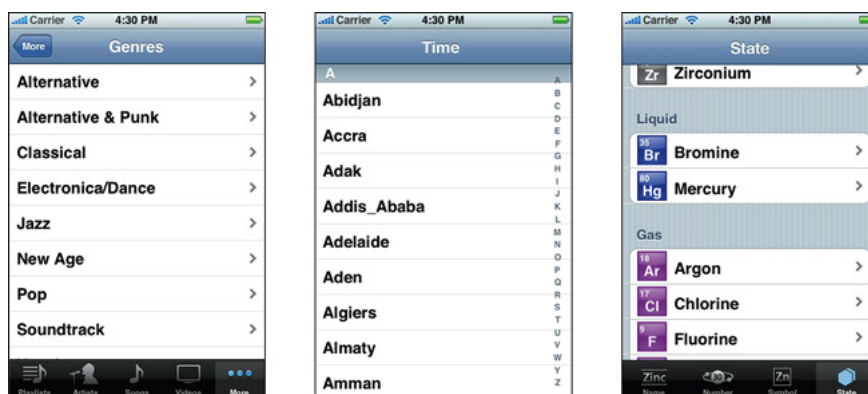 Carrier 4:30 PM
More Genres
Alternative
Alternative & Punk
Classical
Electronica/Dance
Jazz
New Age
Pop
Soundtrack
Playlists Artists Songs Videos More
Carrier 4:30 PM
Time
A
Abidjan
Accra
Adak
Addis_Ababa
Adelaide
Aden
Algiers
Almaty
Amman
A
B
C
D
E
F
G
H
I
J
K
L
M
N
O
P
Q
R
S
T
U
V
W
Y
Z
Carrier 4:30 PM
State
Zr Zirconium
Liquid
35
Br Bromine
80
Hg Mercury
Gas
18
Ar Argon
17
Cl Chlorine
9
F Fluorine
Zinc 30 Zn
Name Number Symbol State